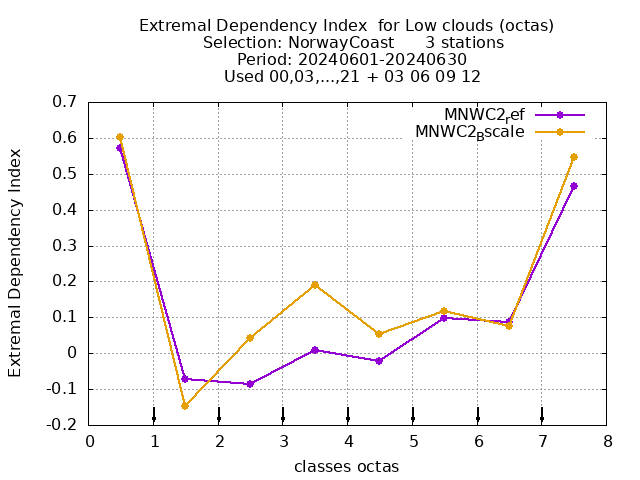 Extremal Dependency Index  for Low clouds (octas)
Selection: NorwayCoast      3 stations
Period: 20240601-20240630
Used 00,03,...,21 + 03 06 09 12
MNWC2_ref
MNWC2_Bscale
Extremal Dependency Index
0.7
0.6
0.5
0.4
0.3
0.2
0.1
0
-0.1
-0.2
0 1 2 3 4 5 6 7 8
classes octas